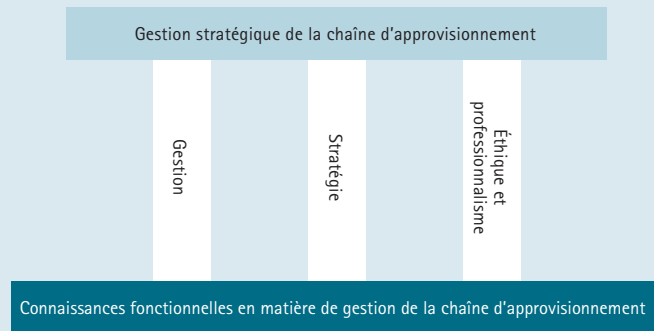 Gestion stratégique de la chaîne d'approvisionnement
Gestion
Stratégie
Éthique et
professionnalisme
Connaissances fonctionnelles en matière de gestion de la chaîne d'approvisionnement